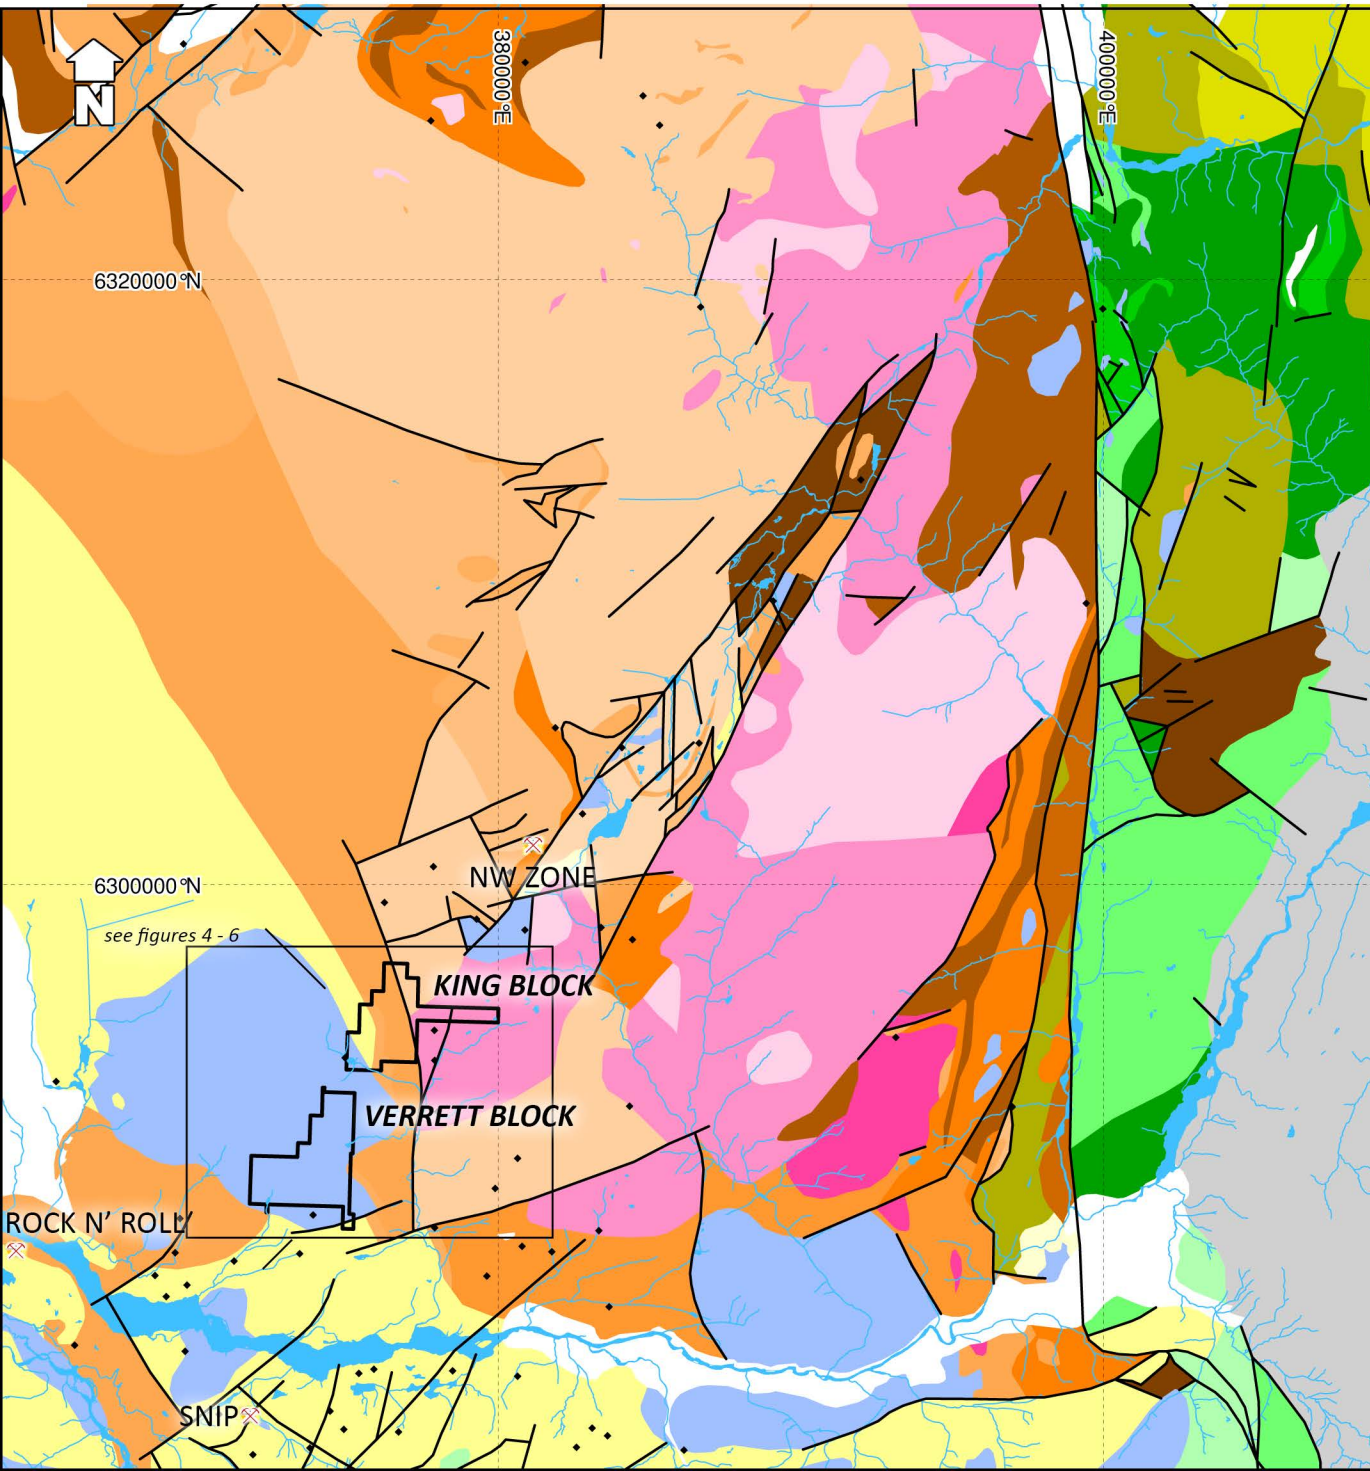 N
380000°E
400000°E
6320000°N
6300000°N
NW ZONE
see figures 4 - 6
KING BLOCK
VERRETT BLOCK
ROCK N' ROLL
SNIP